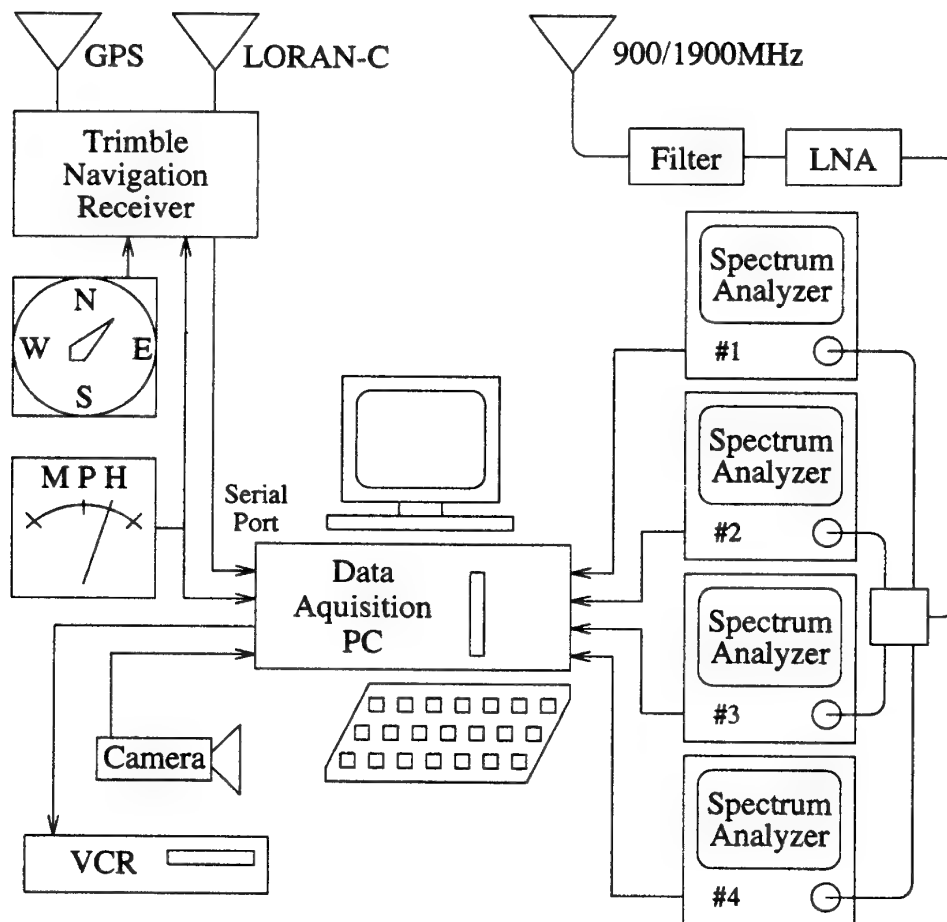 GPS
LORAN-C
900/1900MHz
Trimble
Navigation
Receiver
Filter
LNA
N
W
E
S
Spectrum
Analyzer
#1
M P H
Serial
Port
Spectrum
Analyzer
#2
Data
Aquisition
PC
Spectrum
Analyzer
#3
Camera
Spectrum
Analyzer
#4
VCR